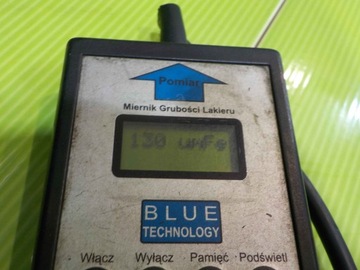 Pomiar
Miernik Grubości Lakieru
130 umFe
BLUE
TECHNOLOGY
Włącz Wyłącz Pamięć Podświetl